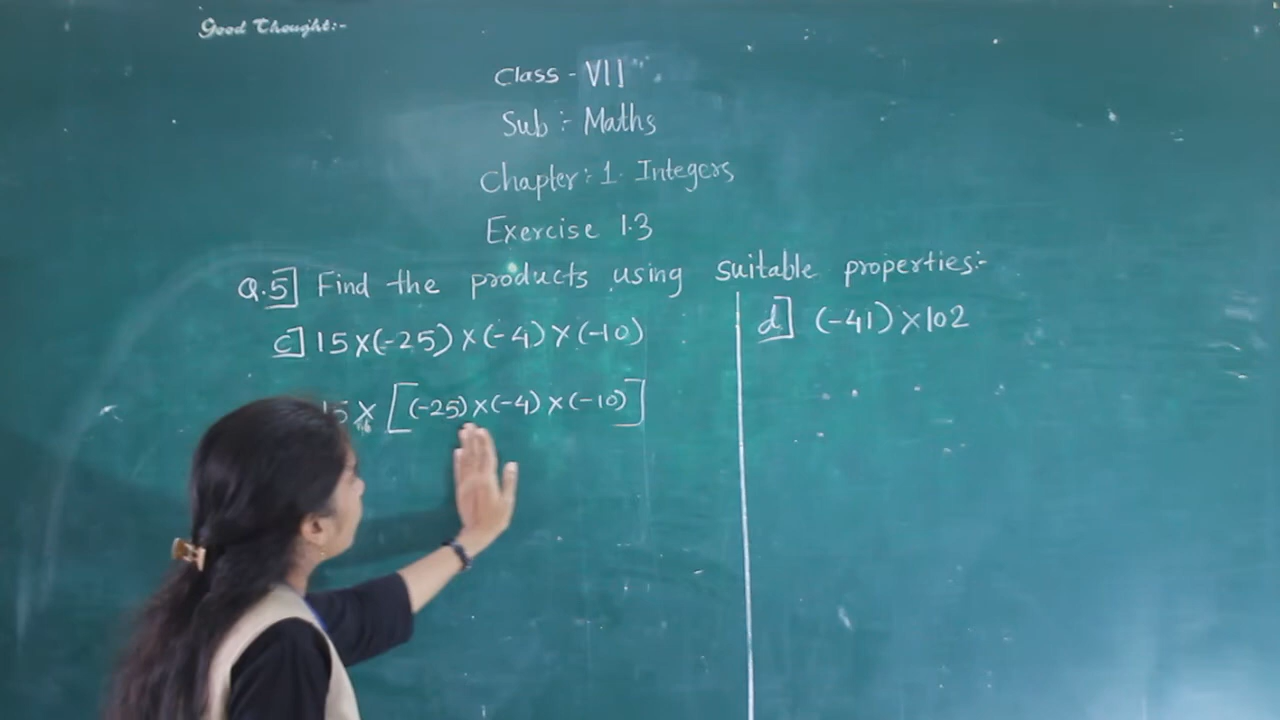 Good Thought:-
Class - VII
Sub :- Maths
Chapter: 1. Integers
Exercise 1.3
Q.5] Find the products using suitable properties:-
c] 15×(-25)×(-4)×(-10)
15 × [(-25)×(-4)×(-10)]
d] (-41)×102